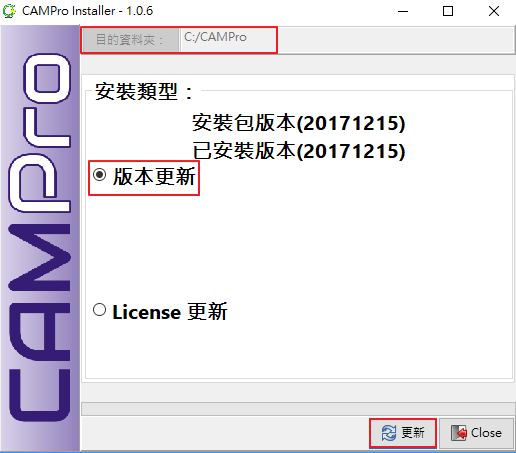 CAMPro Installer - 1.0.6
目的資料夾： C:/CAMPro
CAMPro
安裝類型：
安裝包版本(20171215)
已安裝版本(20171215)
版本更新
License 更新
更新 Close